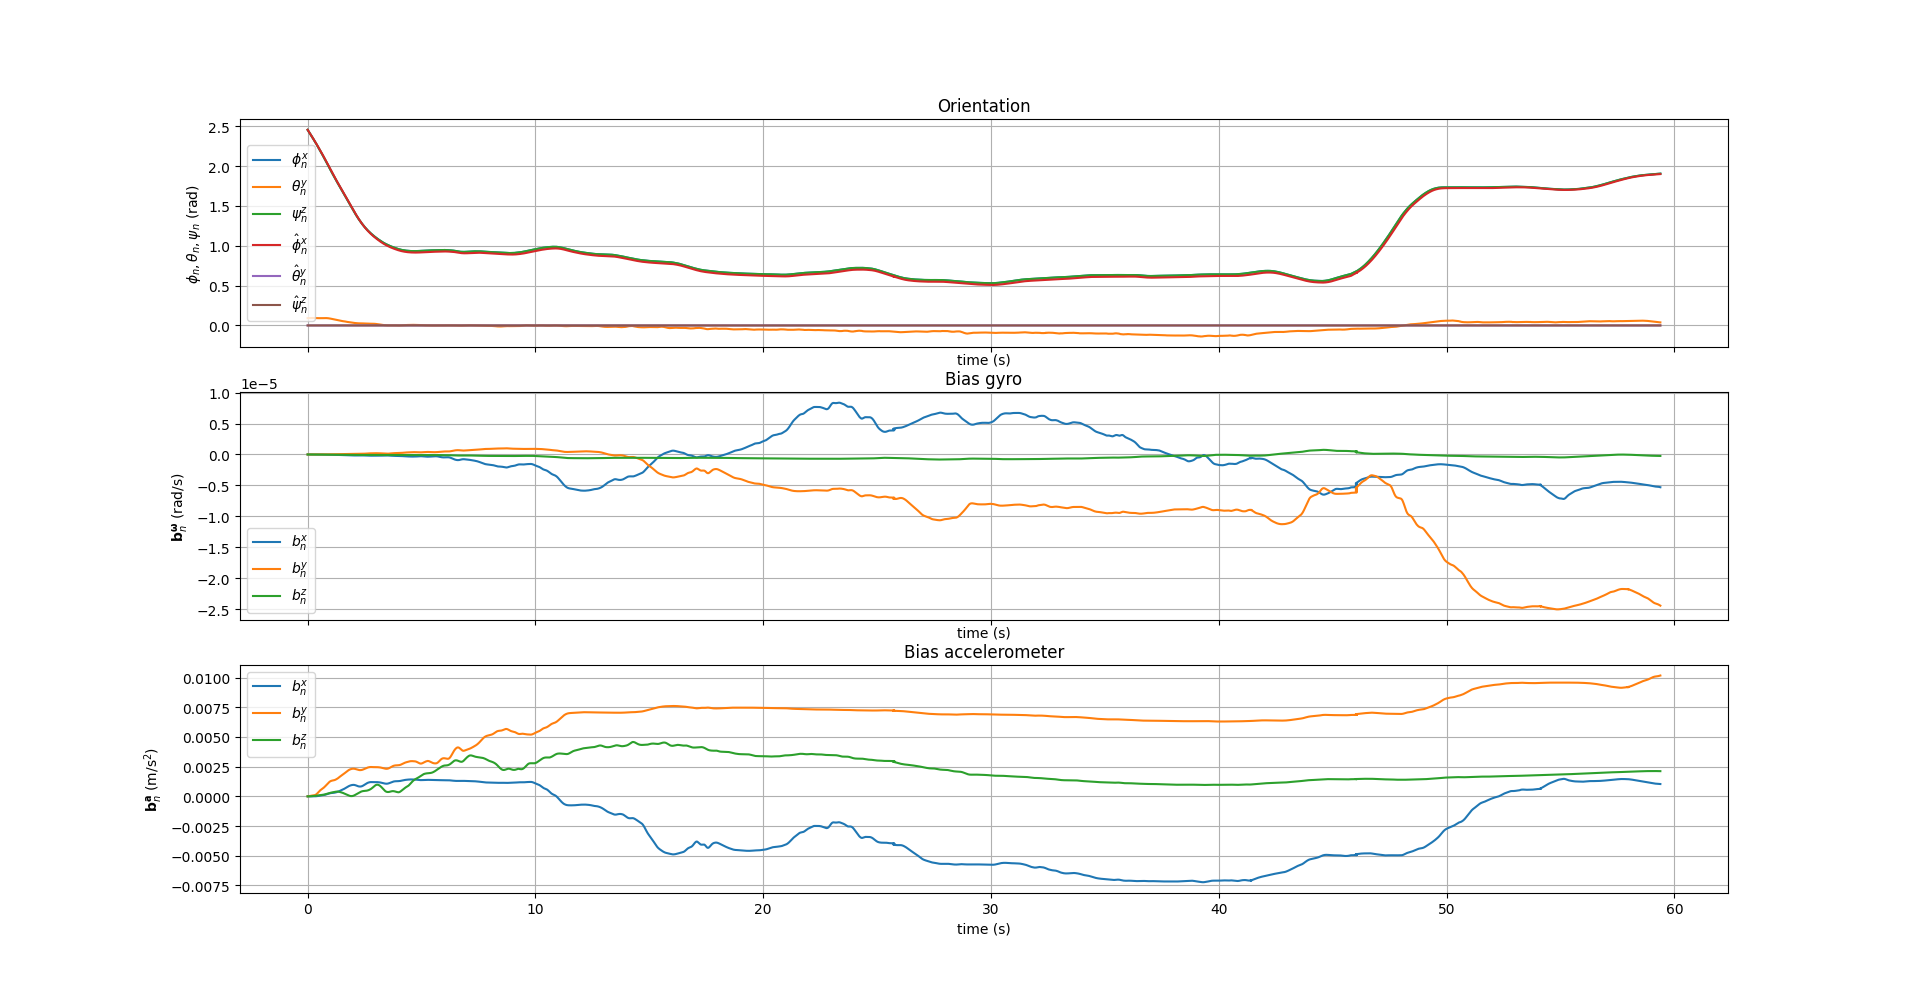 Orientation
2.5
2.0
1.5
1.0
0.5
0.0
ϕₙ, θₙ, ψₙ (rad)
ϕₙˣ
θₙʸ
ψₙᶻ
ϕ̂ₙˣ
θ̂ₙʸ
ψ̂ₙᶻ
time (s)
1e−5
Bias gyro
1.0
0.5
0.0
−0.5
−1.0
−1.5
−2.0
−2.5
𝐛ₙ^𝛚 (rad/s)
bₙˣ
bₙʸ
bₙᶻ
time (s)
Bias accelerometer
0.0100
0.0075
0.0050
0.0025
0.0000
−0.0025
−0.0050
−0.0075
𝐛ₙ^𝐚 (m/s²)
bₙˣ
bₙʸ
bₙᶻ
0 10 20 30 40 50 60
time (s)